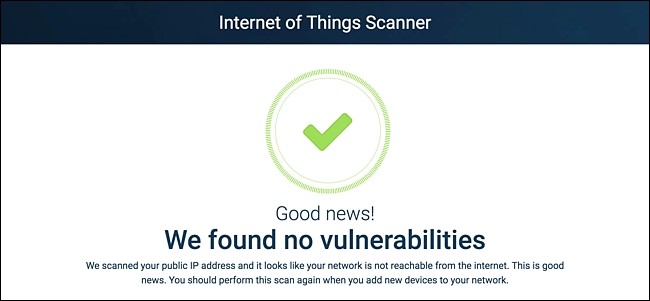 Internet of Things Scanner
Good news!
We found no vulnerabilities
We scanned your public IP address and it looks like your network is not reachable from the internet. This is good
news. You should perform this scan again when you add new devices to your network.